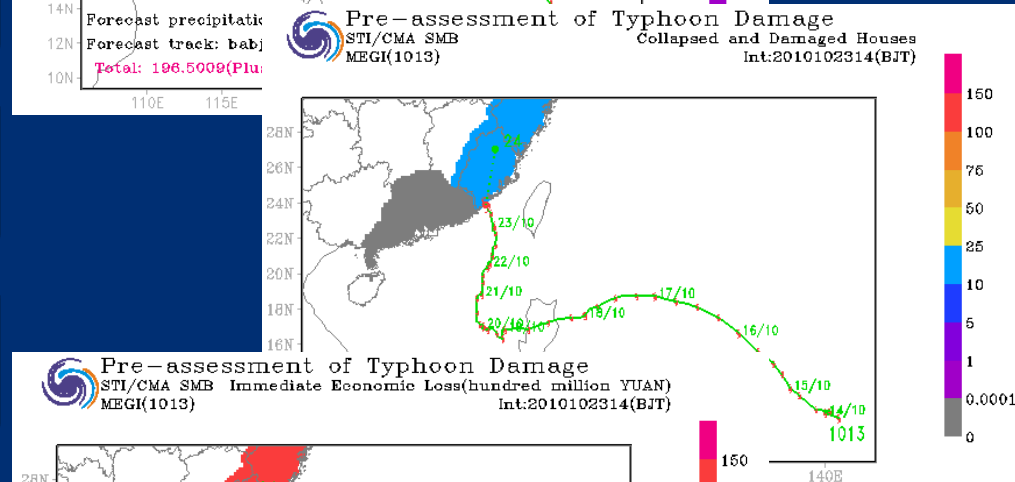 14N
Forecast precipitatic
12N
Forecast track: babj
Total: 196.5009(Plu
10N
110E 115E
Pre-assessment of Typhoon Damage
STI/CMA SMB Collapsed and Damaged Houses
MEGI(1013) Int:2010102314(BJT)
28N
26N
24N
22N
20N
18N
16N
24
23/10
22/10
21/10
20/10
18/10
17/10
16/10
15/10
14/10
1013
140E
150
100
75
50
25
10
5
1
0.0001
0
Pre-assessment of Typhoon Damage
STI/CMA SMB Immediate Economic Loss(hundred million YUAN)
MEGI(1013) Int:2010102314(BJT)
28N
150